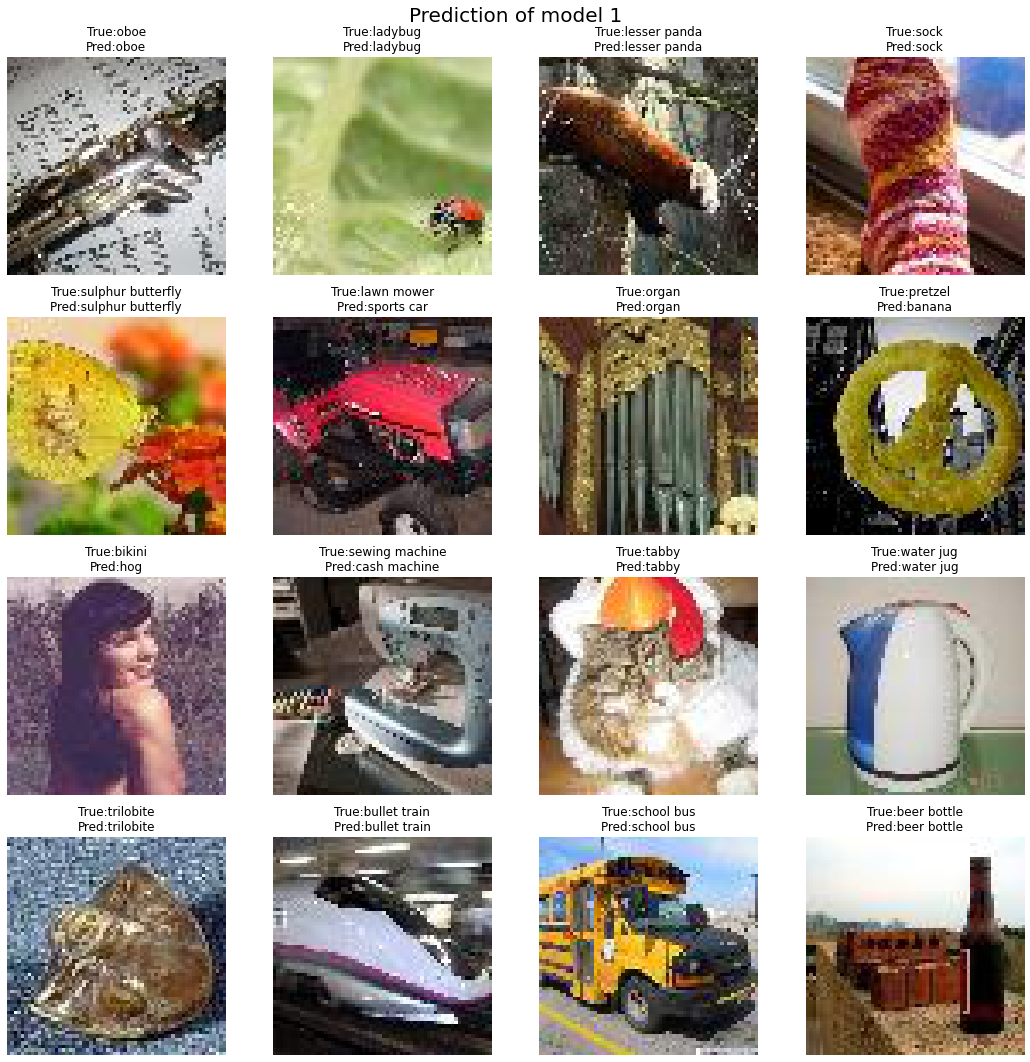 Prediction of model 1
True:oboe
Pred:oboe
True:ladybug
Pred:ladybug
True:lesser panda
Pred:lesser panda
True:sock
Pred:sock
True:sulphur butterfly
Pred:sulphur butterfly
True:lawn mower
Pred:sports car
True:organ
Pred:organ
True:pretzel
Pred:banana
True:bikini
Pred:hog
True:sewing machine
Pred:cash machine
True:tabby
Pred:tabby
True:water jug
Pred:water jug
True:trilobite
Pred:trilobite
True:bullet train
Pred:bullet train
True:school bus
Pred:school bus
True:beer bottle
Pred:beer bottle